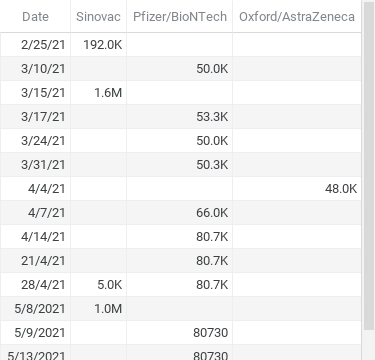 Date Sinovac Pfizer/BioNTech Oxford/AstraZeneca
2/25/21 192.0K
3/10/21 50.0K
3/15/21 1.6M
3/17/21 53.3K
3/24/21 50.0K
3/31/21 50.3K
4/4/21 48.0K
4/7/21 66.0K
4/14/21 80.7K
21/4/21 80.7K
28/4/21 5.0K 80.7K
5/8/2021 1.0M
5/9/2021 80730
5/13/2021 80730